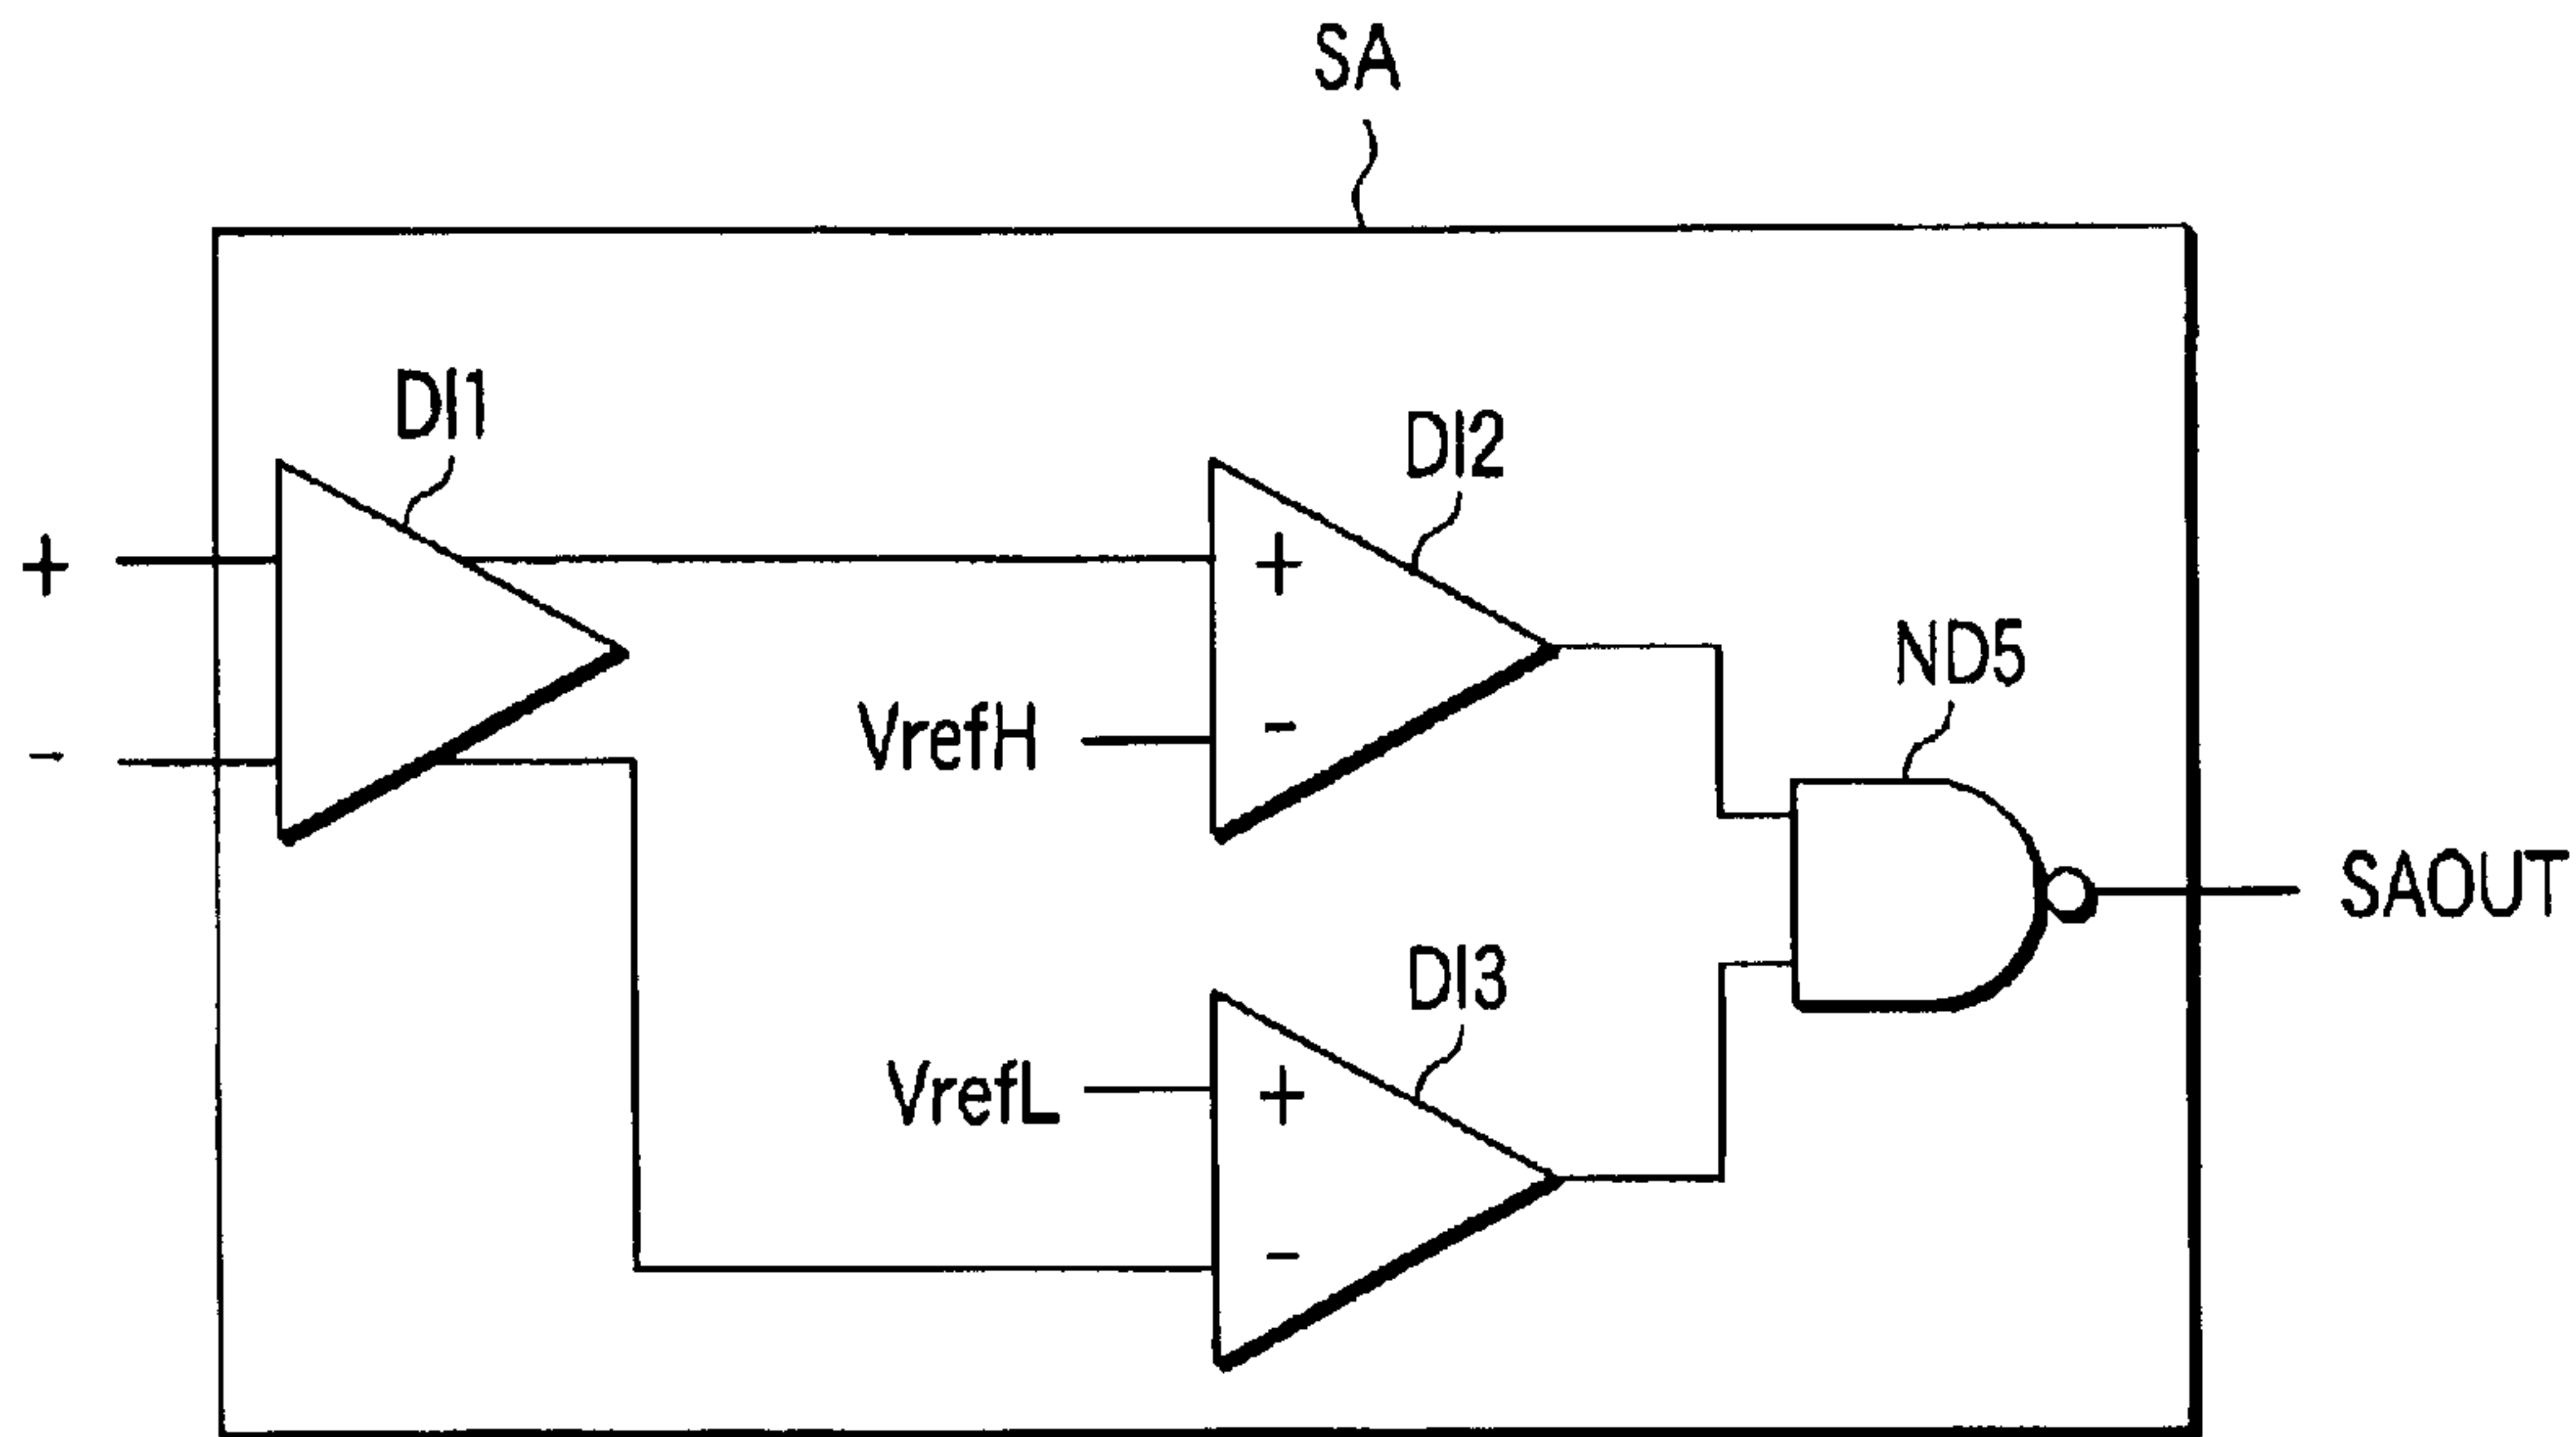 SA
DI1
DI2
+
+
ND5
VrefH
-
-
SAOUT
DI3
VrefL
+
-